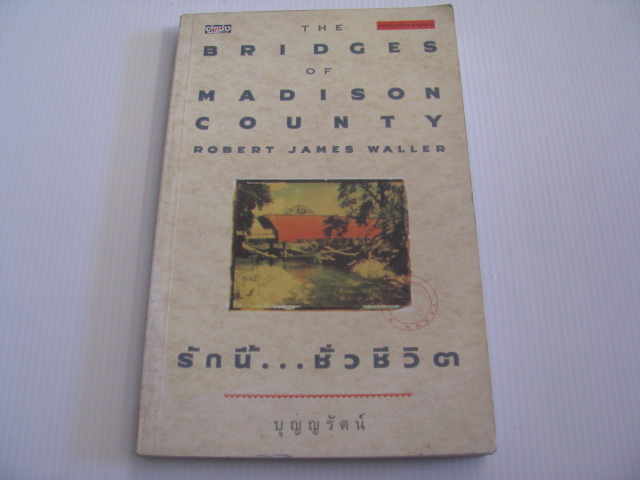 THE
BRIDGES
OF
MADISON
COUNTY
ROBERT JAMES WALLER
A NOVEL
รักนี้...ชั่วชีวิต
บุญญรัตน์